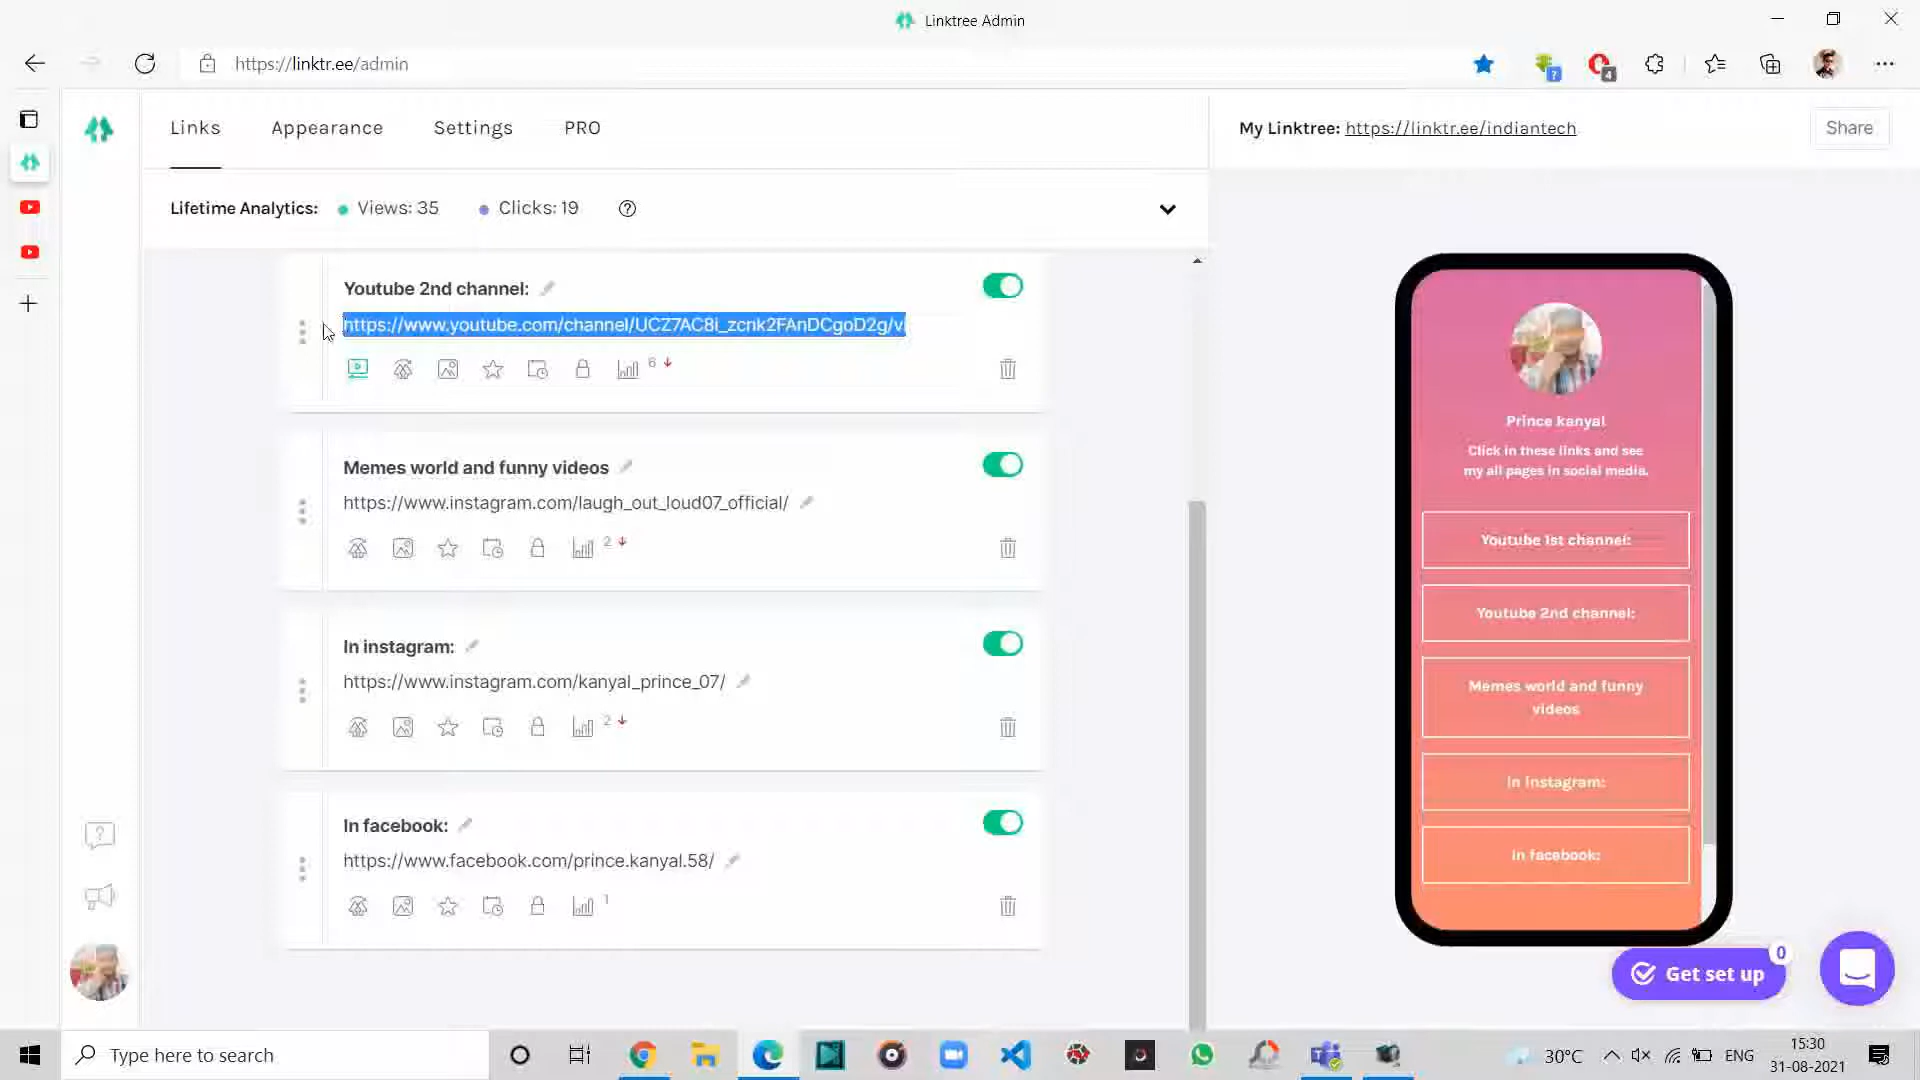 Linktree Admin
https://linktr.ee/admin
4
Links Appearance Settings PRO
My Linktree: https://linktr.ee/indiantech
Share
Lifetime Analytics: Views: 35 Clicks: 19
Youtube 2nd channel:
https://www.youtube.com/channel/UCZ7AC8i_zcnk2FAnDCgoD2g/vi
6
Memes world and funny videos
https://www.instagram.com/laugh_out_loud07_official/
2
In instagram:
https://www.instagram.com/kanyal_prince_07/
2
In facebook:
https://www.facebook.com/prince.kanyal.58/
1
Prince kanyal
Click in these links and see
my all pages in social media.
Youtube 1st channel:
Youtube 2nd channel:
Memes world and funny
videos
In instagram:
In facebook:
Get set up
0
Type here to search
30°C
ENG
15:30
31-08-2021